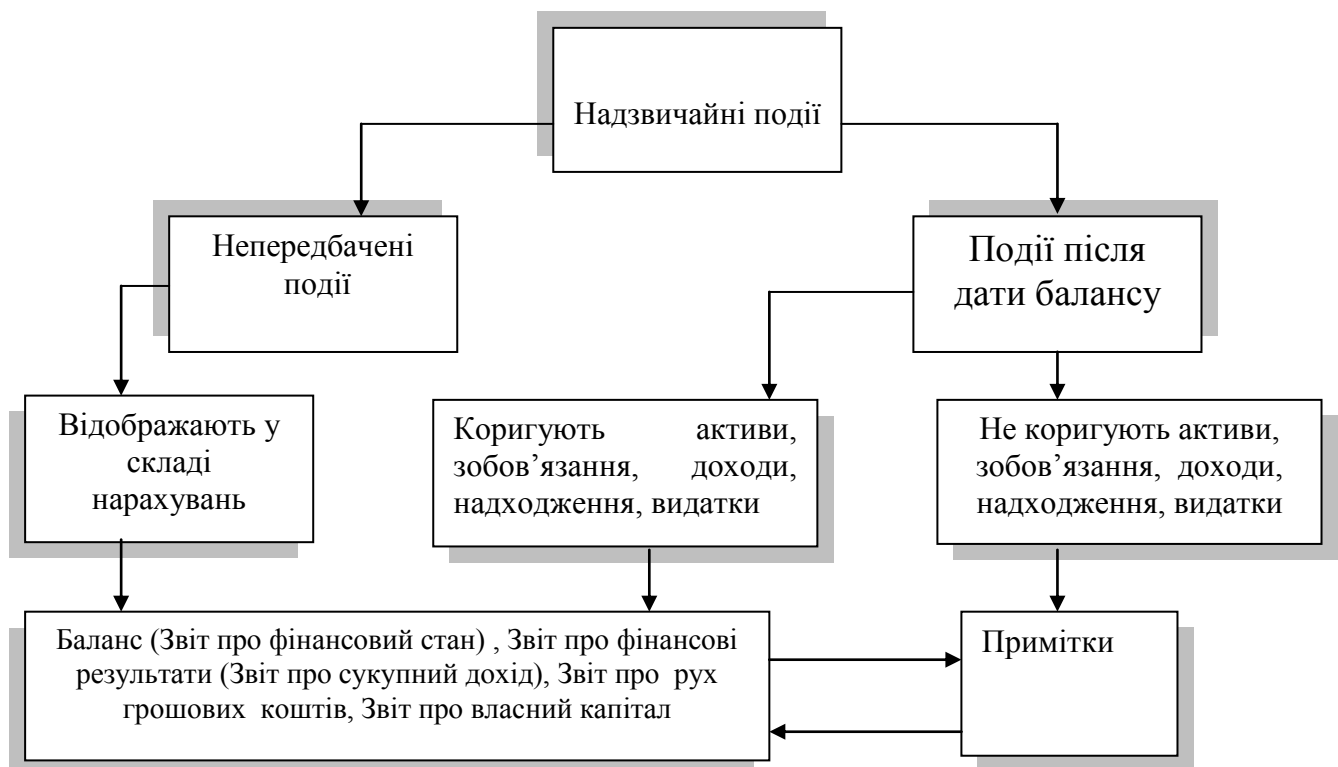 Надзвичайні події
Непередбачені
події
Події після
дати балансу
Відображають у
складі
нарахувань
Коригують активи,
зобов’язання, доходи,
надходження, видатки
Не коригують активи,
зобов’язання, доходи,
надходження, видатки
Баланс (Звіт про фінансовий стан) , Звіт про фінансові
результати (Звіт про сукупний дохід), Звіт про рух
грошових коштів, Звіт про власний капітал
Примітки